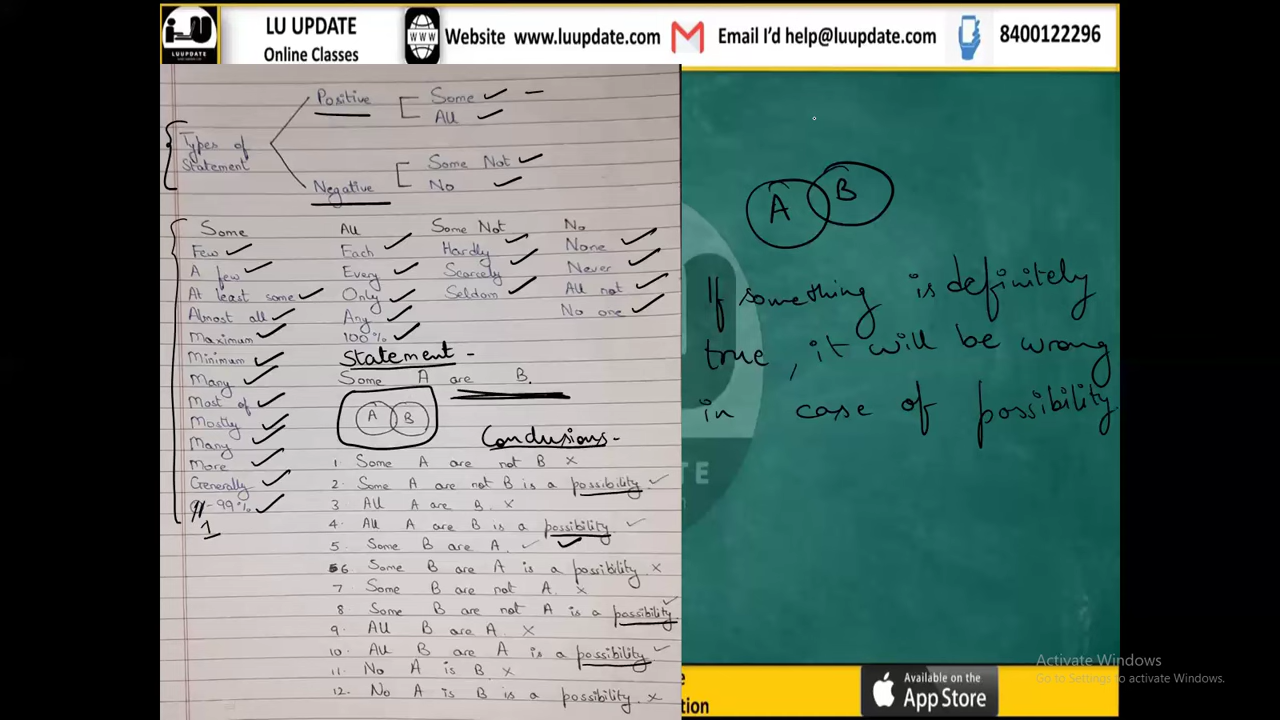 LU UPDATE
Online Classes
Website www.luupdate.com
Email I'd help@luupdate.com
8400122296
LUUPDATE
Types of
Statement
Positive
Some
All
Negative
Some Not
No
Some
Few
A few
At least some
Almost all
Maximum
Minimum
Many
Most of
Mostly
Many
More
Generally
1 -99%
All
Each
Every
Only
Any
100%
Some Not
Hardly
Scarcely
Seldom
No
None
Never
All not
No one
Statement -
Some A are B.
A B
Conclusions -
1. Some A are not B ×
2. Some A are not B is a possibility ✓
3 All A are B. ×
4. All A are B is a possibility ✓
5. Some B are A. ✓
6. Some B are A is a possibility ×
7 Some B are not A. ×
8 Some B are not A is a possibility ✓
9. All B are A. ×
10. All B are A is a possibility ✓
11. No A is B. ×
12. No A is B is a possibility. ×
A B
If something is definitely
true, it will be wrong
in case of possibility.
TE
Activate Windows
Go to Settings to activate Windows.
Available on the
App Store